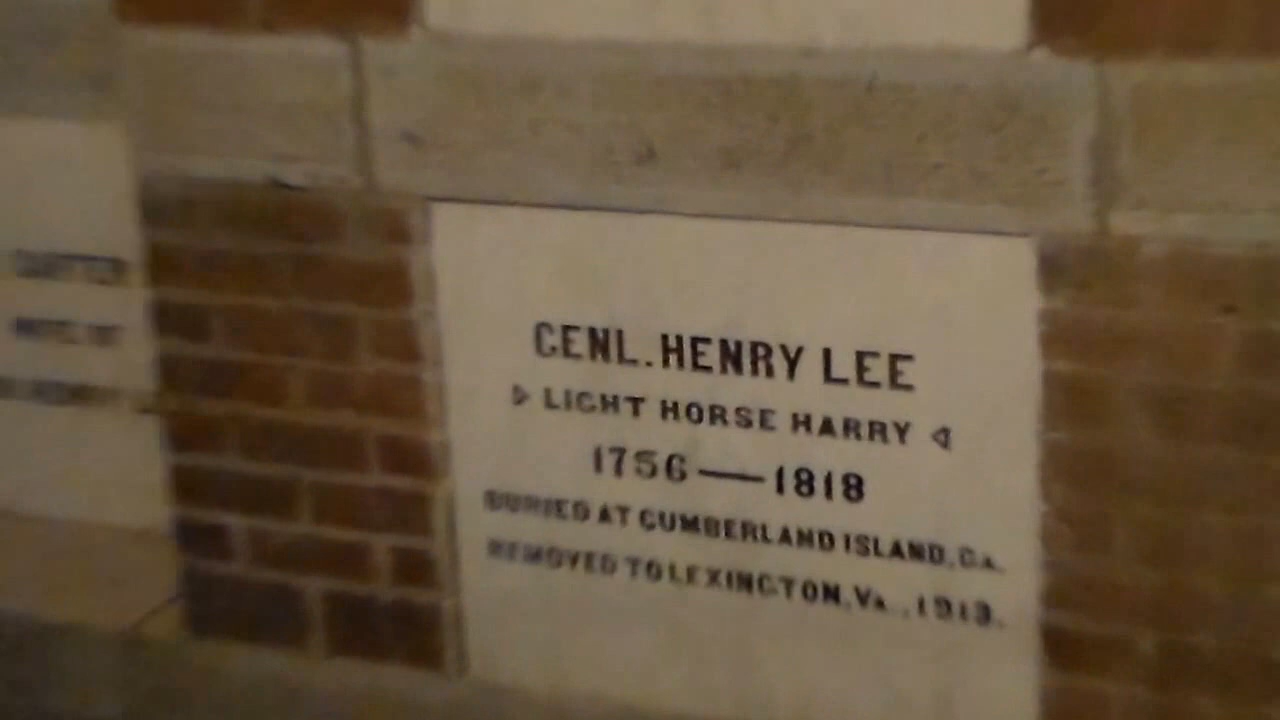 GENL. HENRY LEE
LIGHT HORSE HARRY
1756 — 1818
BURIED AT CUMBERLAND ISLAND, GA.
REMOVED TO LEXINGTON, VA., 1913.